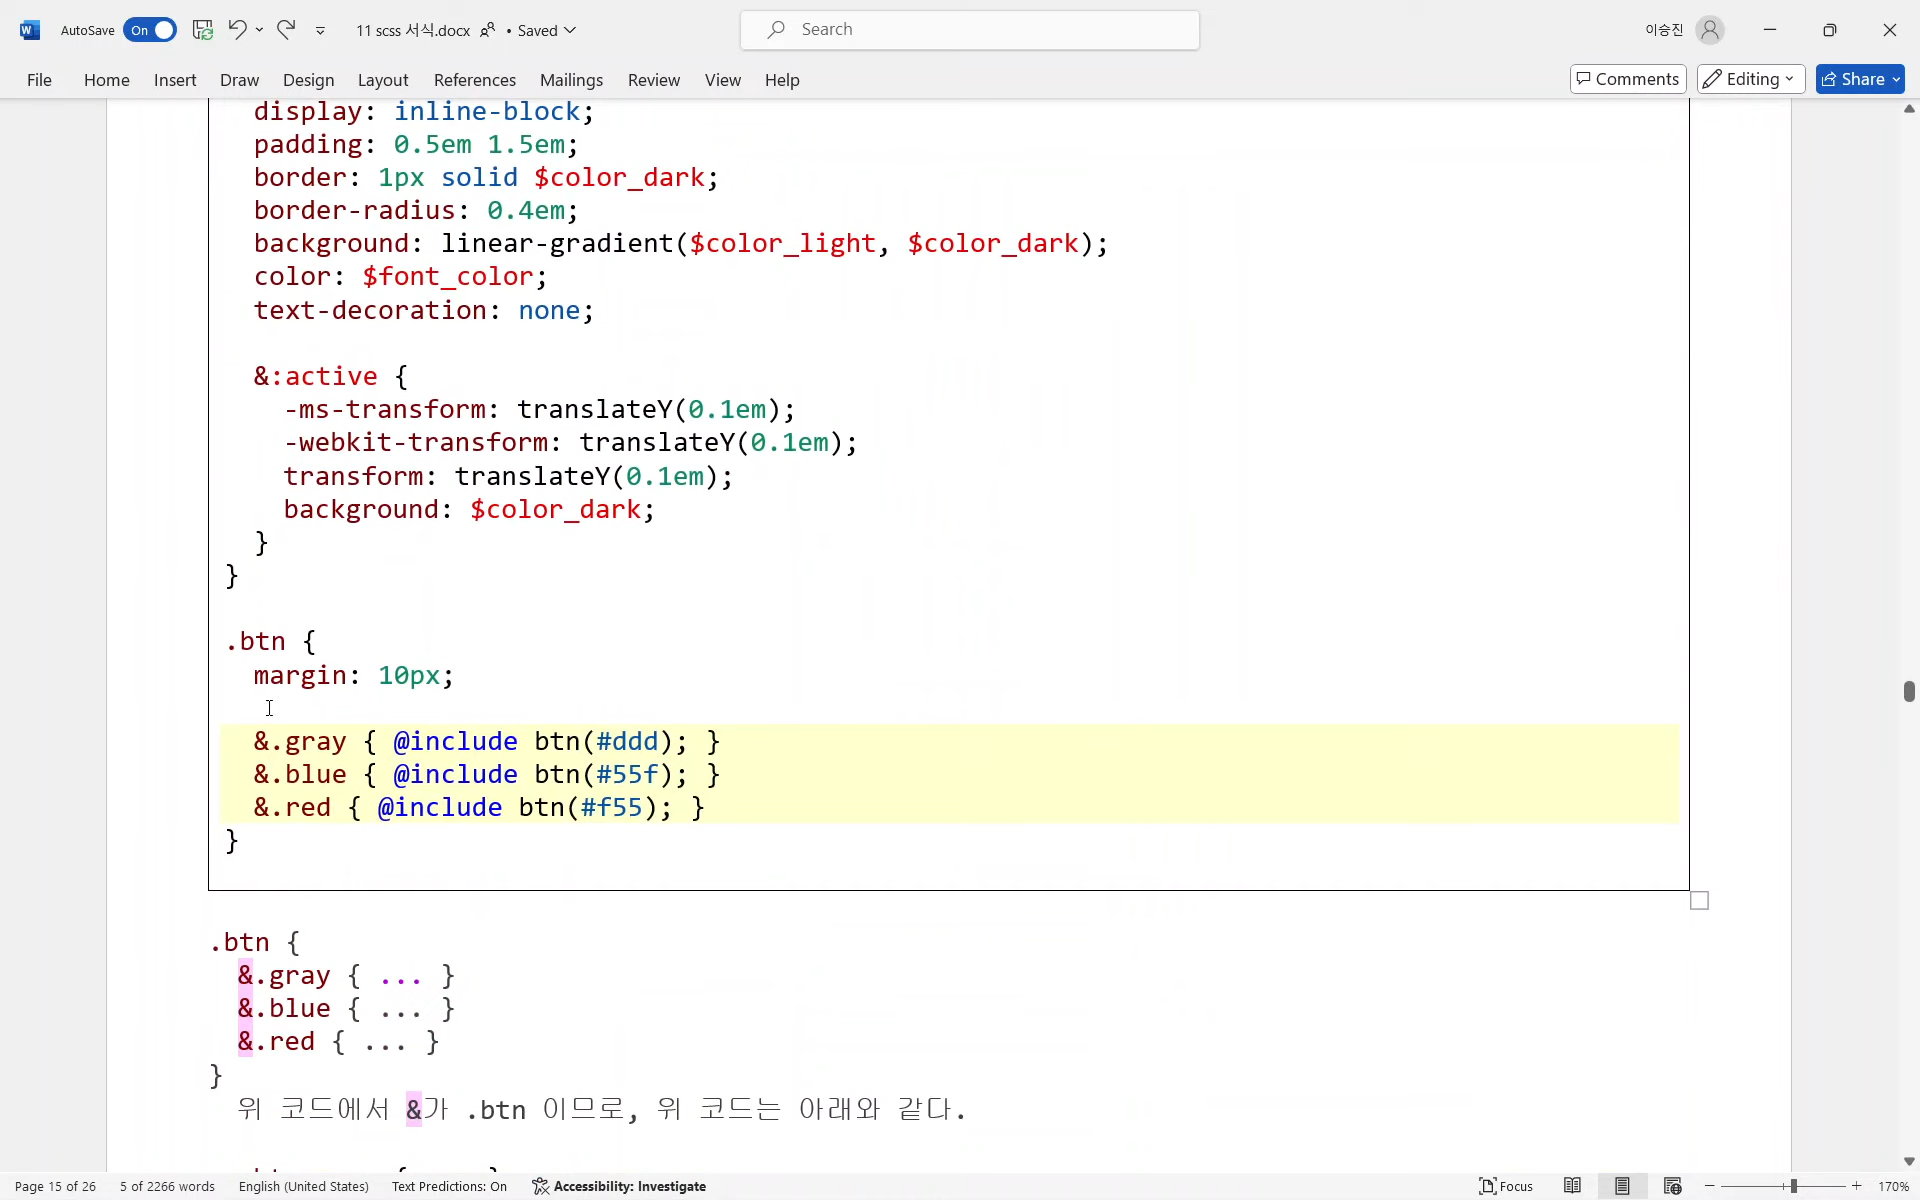 AutoSave On 11 scss 서식.docx • Saved Search 이승진
File Home Insert Draw Design Layout References Mailings Review View Help Comments Editing Share
display: inline-block;
padding: 0.5em 1.5em;
border: 1px solid $color_dark;
border-radius: 0.4em;
background: linear-gradient($color_light, $color_dark);
color: $font_color;
text-decoration: none;
&:active {
-ms-transform: translateY(0.1em);
-webkit-transform: translateY(0.1em);
transform: translateY(0.1em);
background: $color_dark;
}
}
.btn {
margin: 10px;
&.gray { @include btn(#ddd); }
&.blue { @include btn(#55f); }
&.red { @include btn(#f55); }
}
.btn {
&.gray { ... }
&.blue { ... }
&.red { ... }
}
위 코드에서 &가 .btn 이므로, 위 코드는 아래와 같다.
Page 15 of 26 5 of 2266 words English (United States) Text Predictions: On Accessibility: Investigate Focus 170%